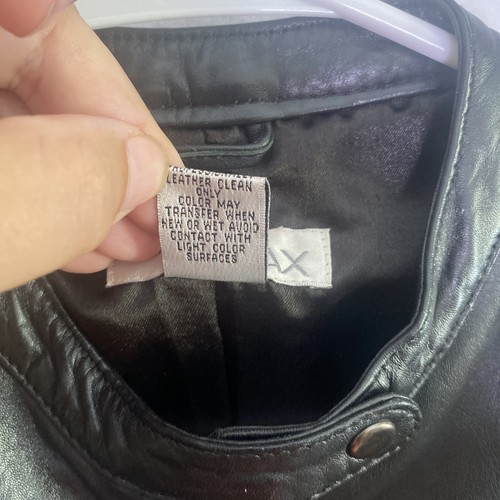 LEATHER CLEAN
ONLY
COLOR MAY
TRANSFER WHEN
NEW OR WET AVOID
CONTACT WITH
LIGHT COLOR
SURFACES
AX